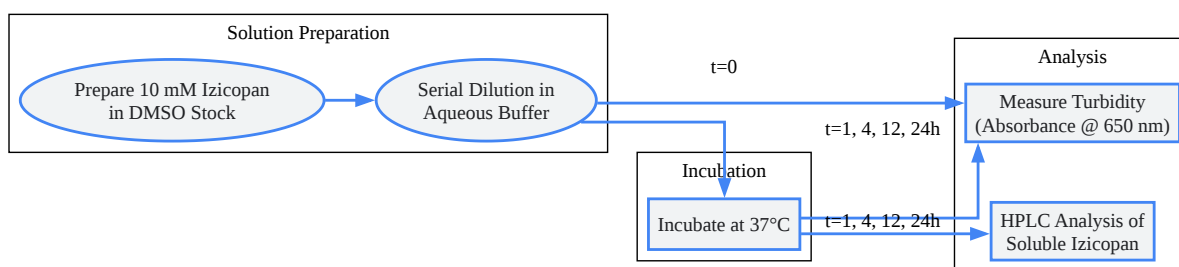 Solution Preparation
Prepare 10 mM Izicopan
in DMSO Stock
Serial Dilution in
Aqueous Buffer
t=0
t=1, 4, 12, 24h
Incubation
Incubate at 37°C
t=1, 4, 12, 24h
Analysis
Measure Turbidity
(Absorbance @ 650 nm)
HPLC Analysis of
Soluble Izicopan